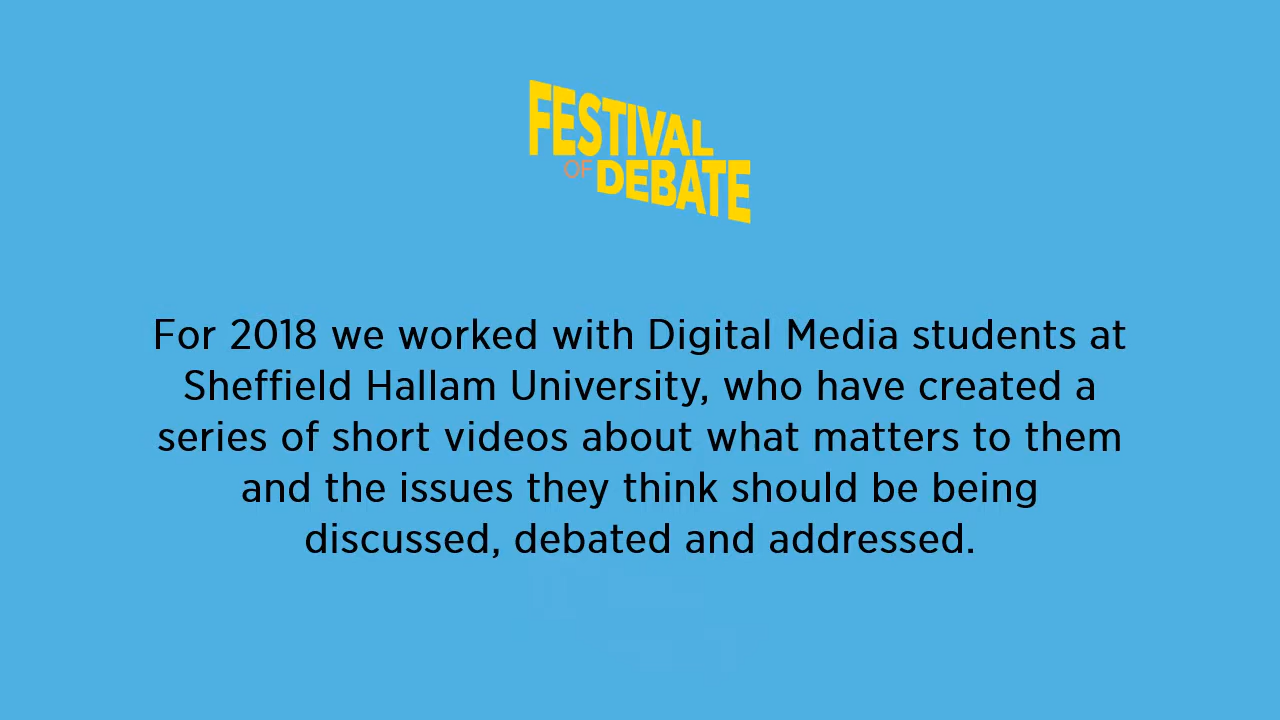 FESTIVAL
OF DEBATE
For 2018 we worked with Digital Media students at
Sheffield Hallam University, who have created a
series of short videos about what matters to them
and the issues they think should be being
discussed, debated and addressed.